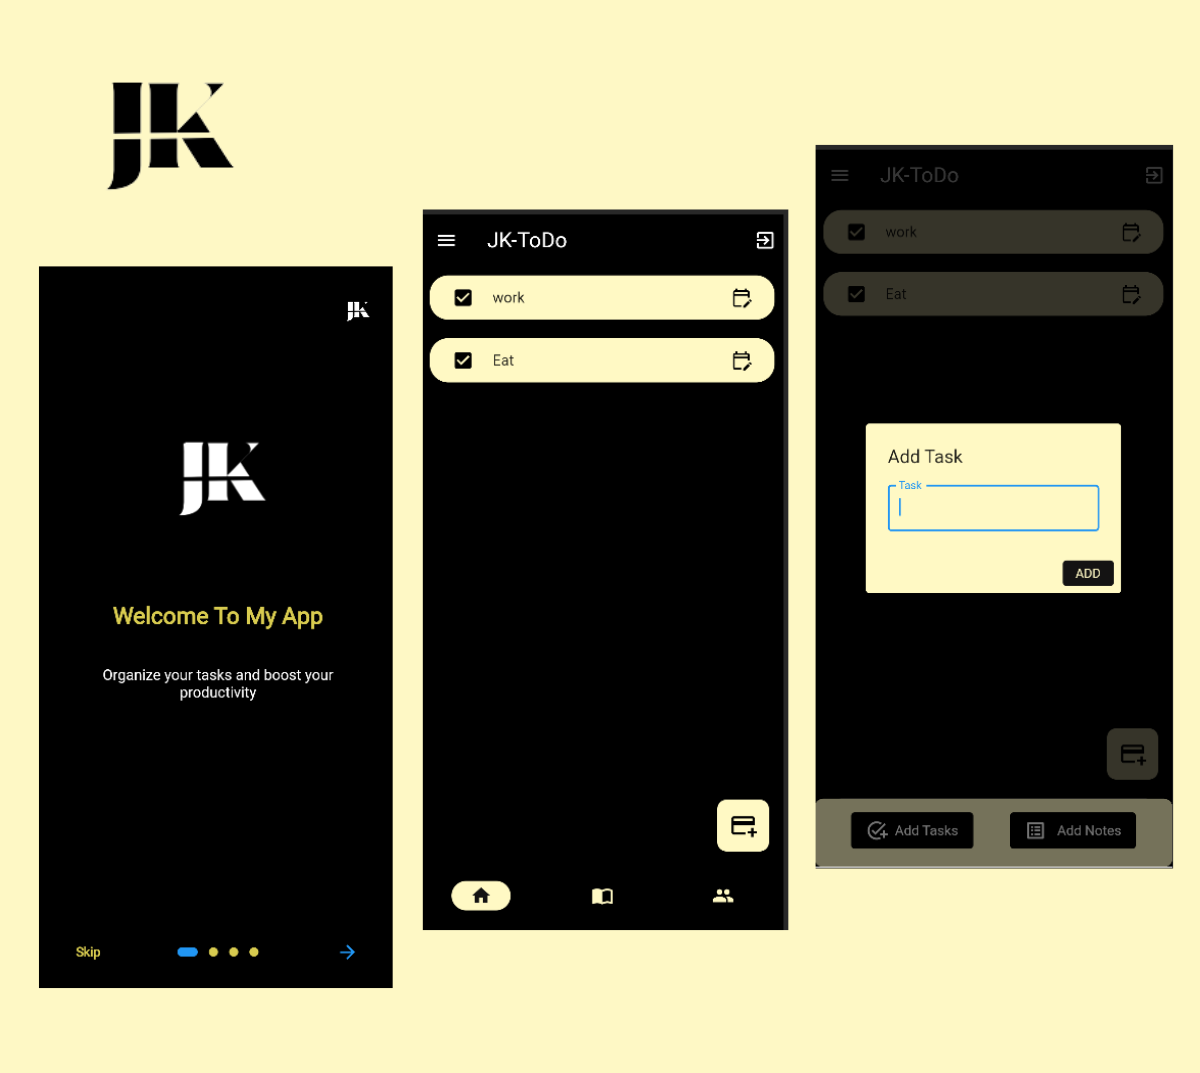 JK
JK
JK
Welcome To My App
Organize your tasks and boost your
productivity
Skip
JK-ToDo
work
Eat
JK-ToDo
work
Eat
Add Task
Task
ADD
Add Tasks
Add Notes